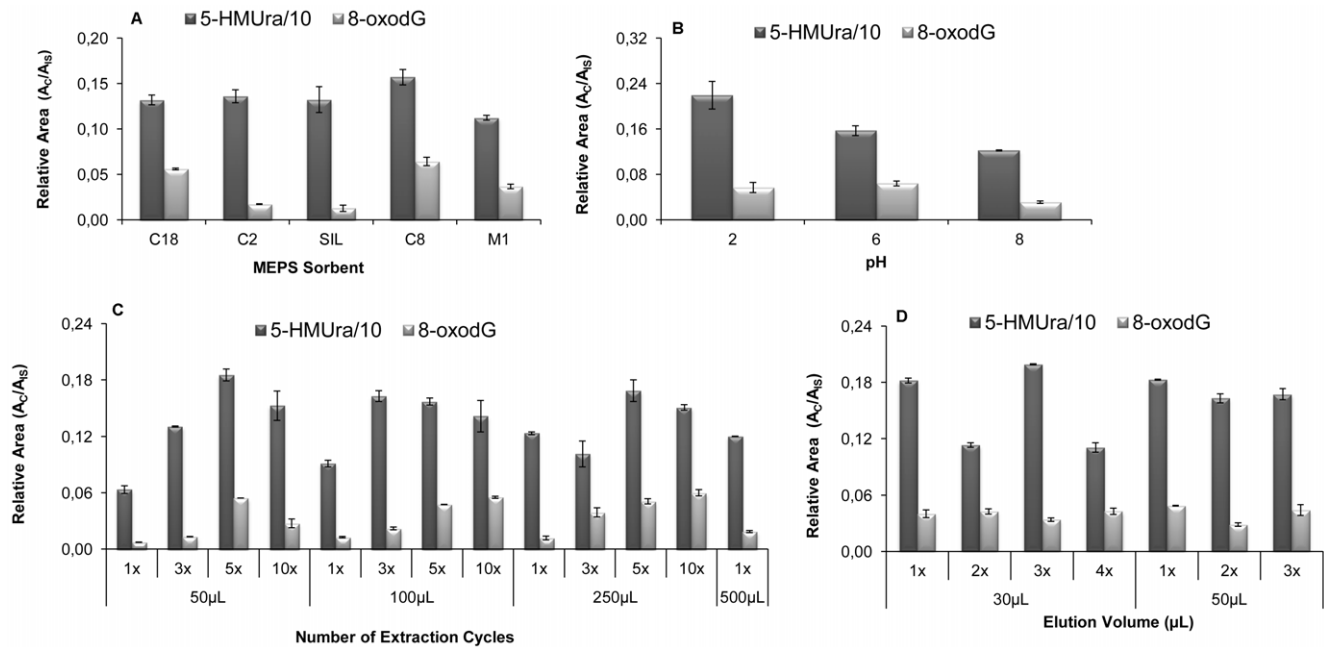 A
5-HMUra/10 8-oxodG
Relative Area (AC/AIS)
0,20
0,15
0,10
0,05
0,00
C18 C2 SIL C8 M1
MEPS Sorbent
B
5-HMUra/10 8-oxodG
Relative Area (AC/AIS)
0,32
0,24
0,16
0,08
0,00
2 6 8
pH
C
5-HMUra/10 8-oxodG
Relative Area (AC/AIS)
0,24
0,18
0,12
0,06
0,00
1x 3x 5x 10x 1x 3x 5x 10x 1x 3x 5x 10x 1x
50µL 100µL 250µL 500µL
Number of Extraction Cycles
D
5-HMUra/10 8-oxodG
Relative Area (AC/AIS)
0,24
0,18
0,12
0,06
0,00
1x 2x 3x 4x 1x 2x 3x
30µL 50µL
Elution Volume (µL)